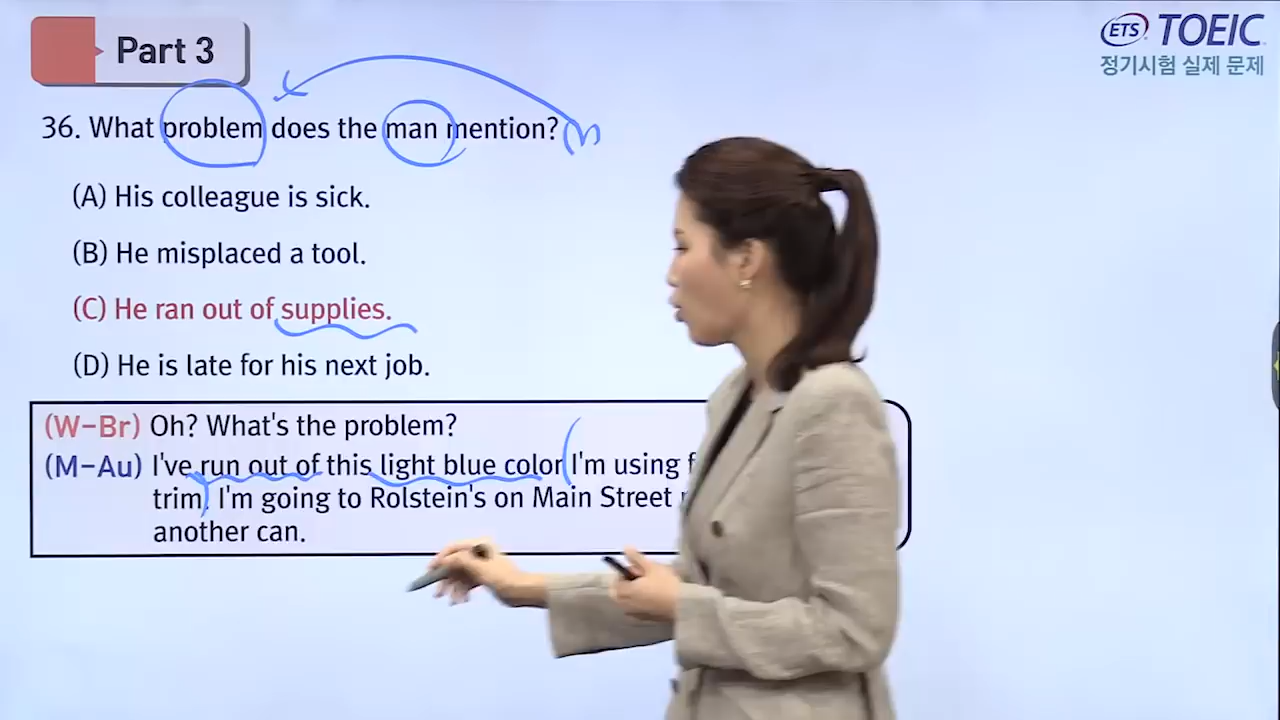 Part 3
ETS TOEIC
정기시험 실제 문제
36. What problem does the man mention?
(A) His colleague is sick.
(B) He misplaced a tool.
(C) He ran out of supplies.
(D) He is late for his next job.
(W-Br) Oh? What's the problem?
(M-Au) I've run out of this light blue color I'm using
trim. I'm going to Rolstein's on Main Street
another can.